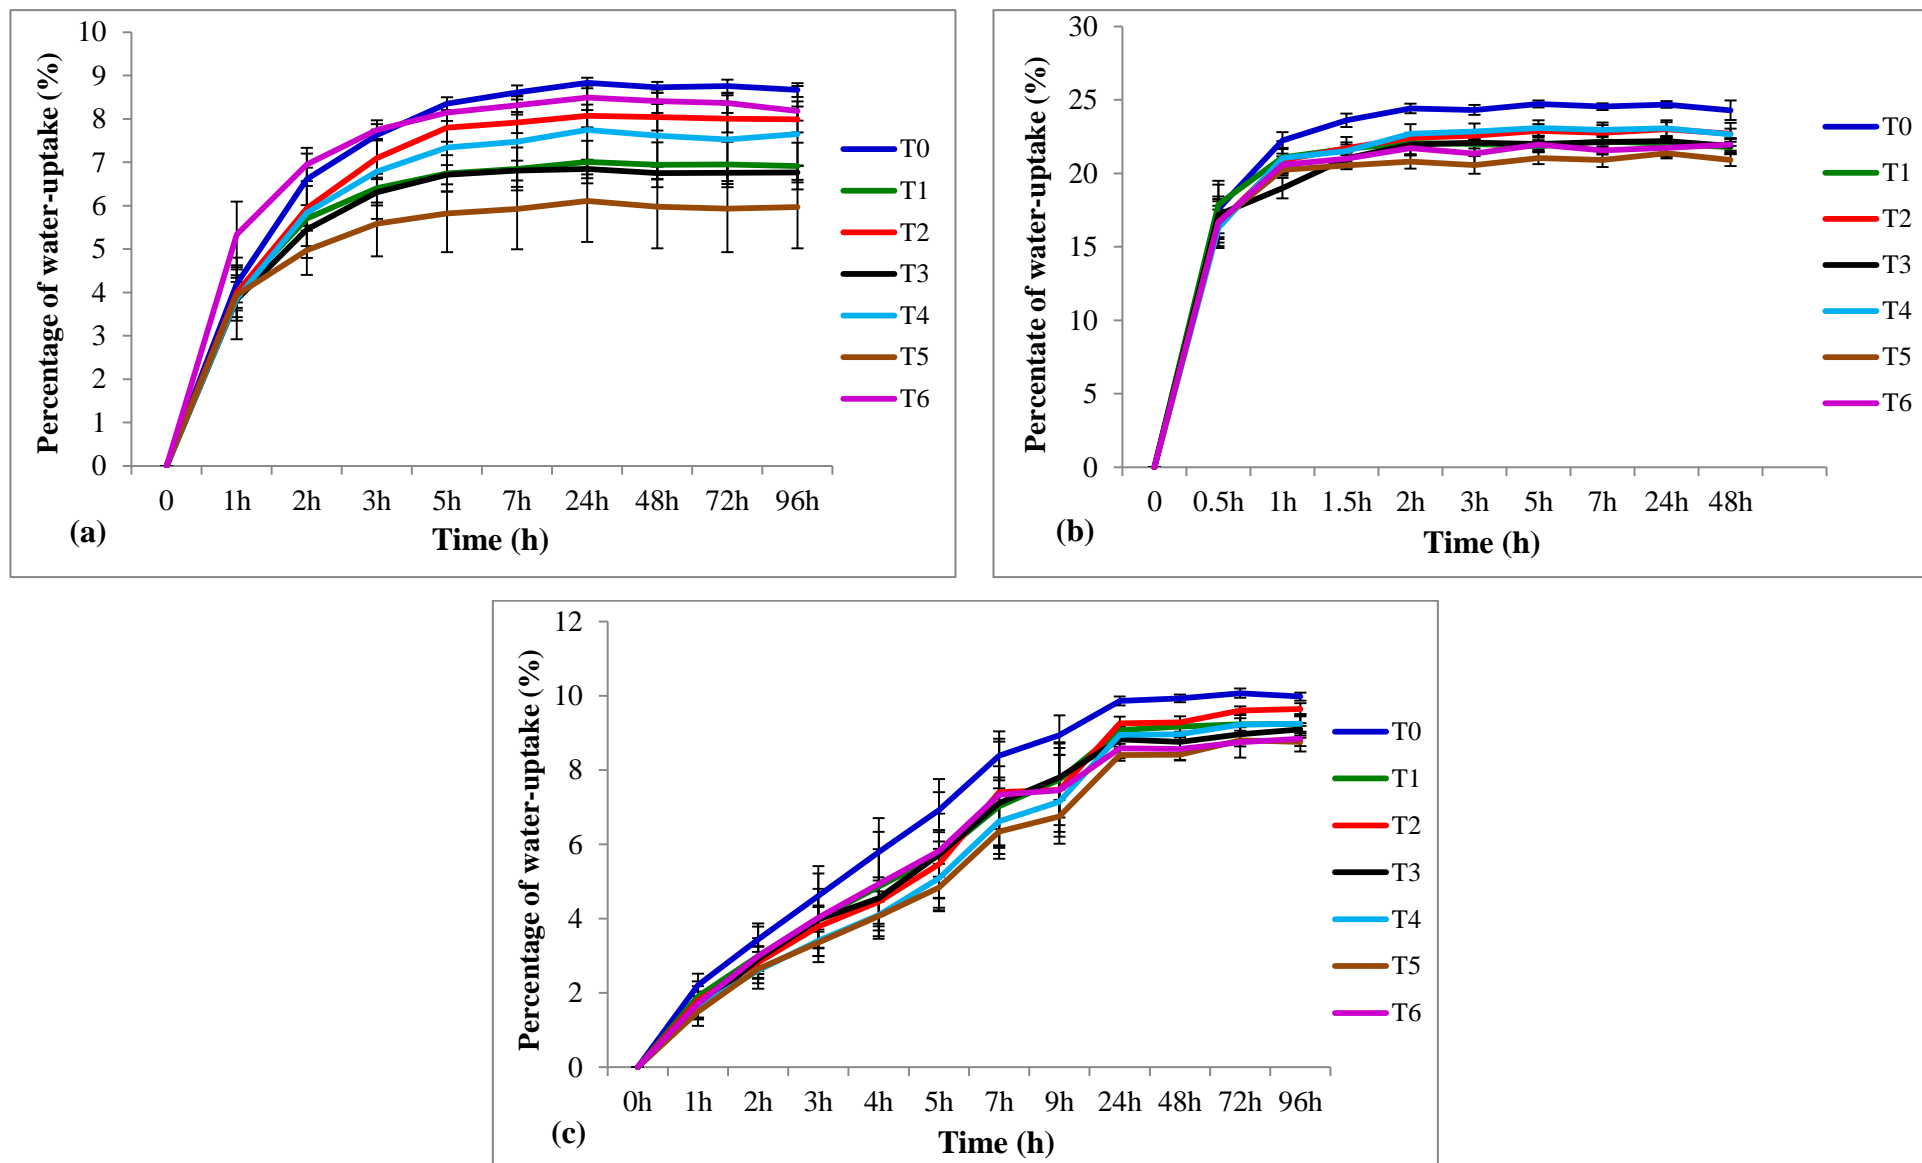 Percentage of water-uptake (%)
10
9
8
7
6
5
4
3
2
1
0
0 1h 2h 3h 5h 7h 24h 48h 72h 96h
Time (h)
(a)
T0
T1
T2
T3
T4
T5
T6
Percentate of water-uptake (%)
30
25
20
15
10
5
0
0 0.5h 1h 1.5h 2h 3h 5h 7h 24h 48h
Time (h)
(b)
T0
T1
T2
T3
T4
T5
T6
Percentage of water-uptake (%)
12
10
8
6
4
2
0
0h 1h 2h 3h 4h 5h 7h 9h 24h 48h 72h 96h
Time (h)
(c)
T0
T1
T2
T3
T4
T5
T6